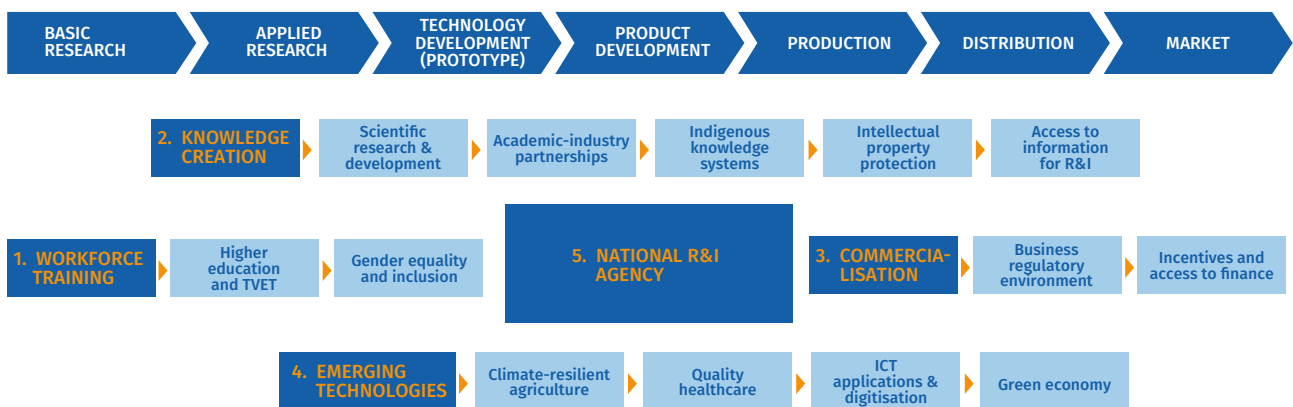 BASIC
RESEARCH
APPLIED
RESEARCH
TECHNOLOGY
DEVELOPMENT
(PROTOTYPE)
PRODUCT
DEVELOPMENT
PRODUCTION
DISTRIBUTION
MARKET
2. KNOWLEDGE
CREATION
Scientific
research &
development
Academic-industry
partnerships
Indigenous
knowledge
systems
Intellectual
property
protection
Access to
information
for R&I
1. WORKFORCE
TRAINING
Higher
education
and TVET
Gender equality
and inclusion
5. NATIONAL R&I
AGENCY
3. COMMERCIA-
LISATION
Business
regulatory
environment
Incentives and
access to finance
4. EMERGING
TECHNOLOGIES
Climate-resilient
agriculture
Quality
healthcare
ICT
applications &
digitisation
Green economy